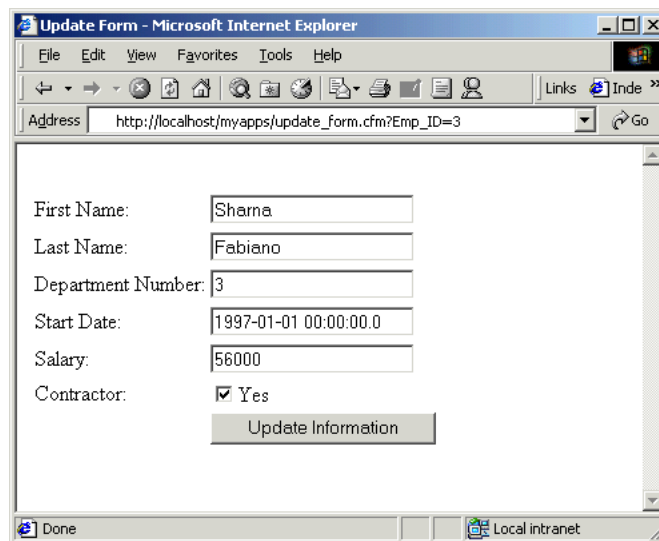 Update Form - Microsoft Internet Explorer
File Edit View Favorites Tools Help
Links Inde »
Address http://localhost/myapps/update_form.cfm?Emp_ID=3 Go
First Name: Sharna
Last Name: Fabiano
Department Number: 3
Start Date: 1997-01-01 00:00:00.0
Salary: 56000
Contractor: Yes
Update Information
Done Local intranet